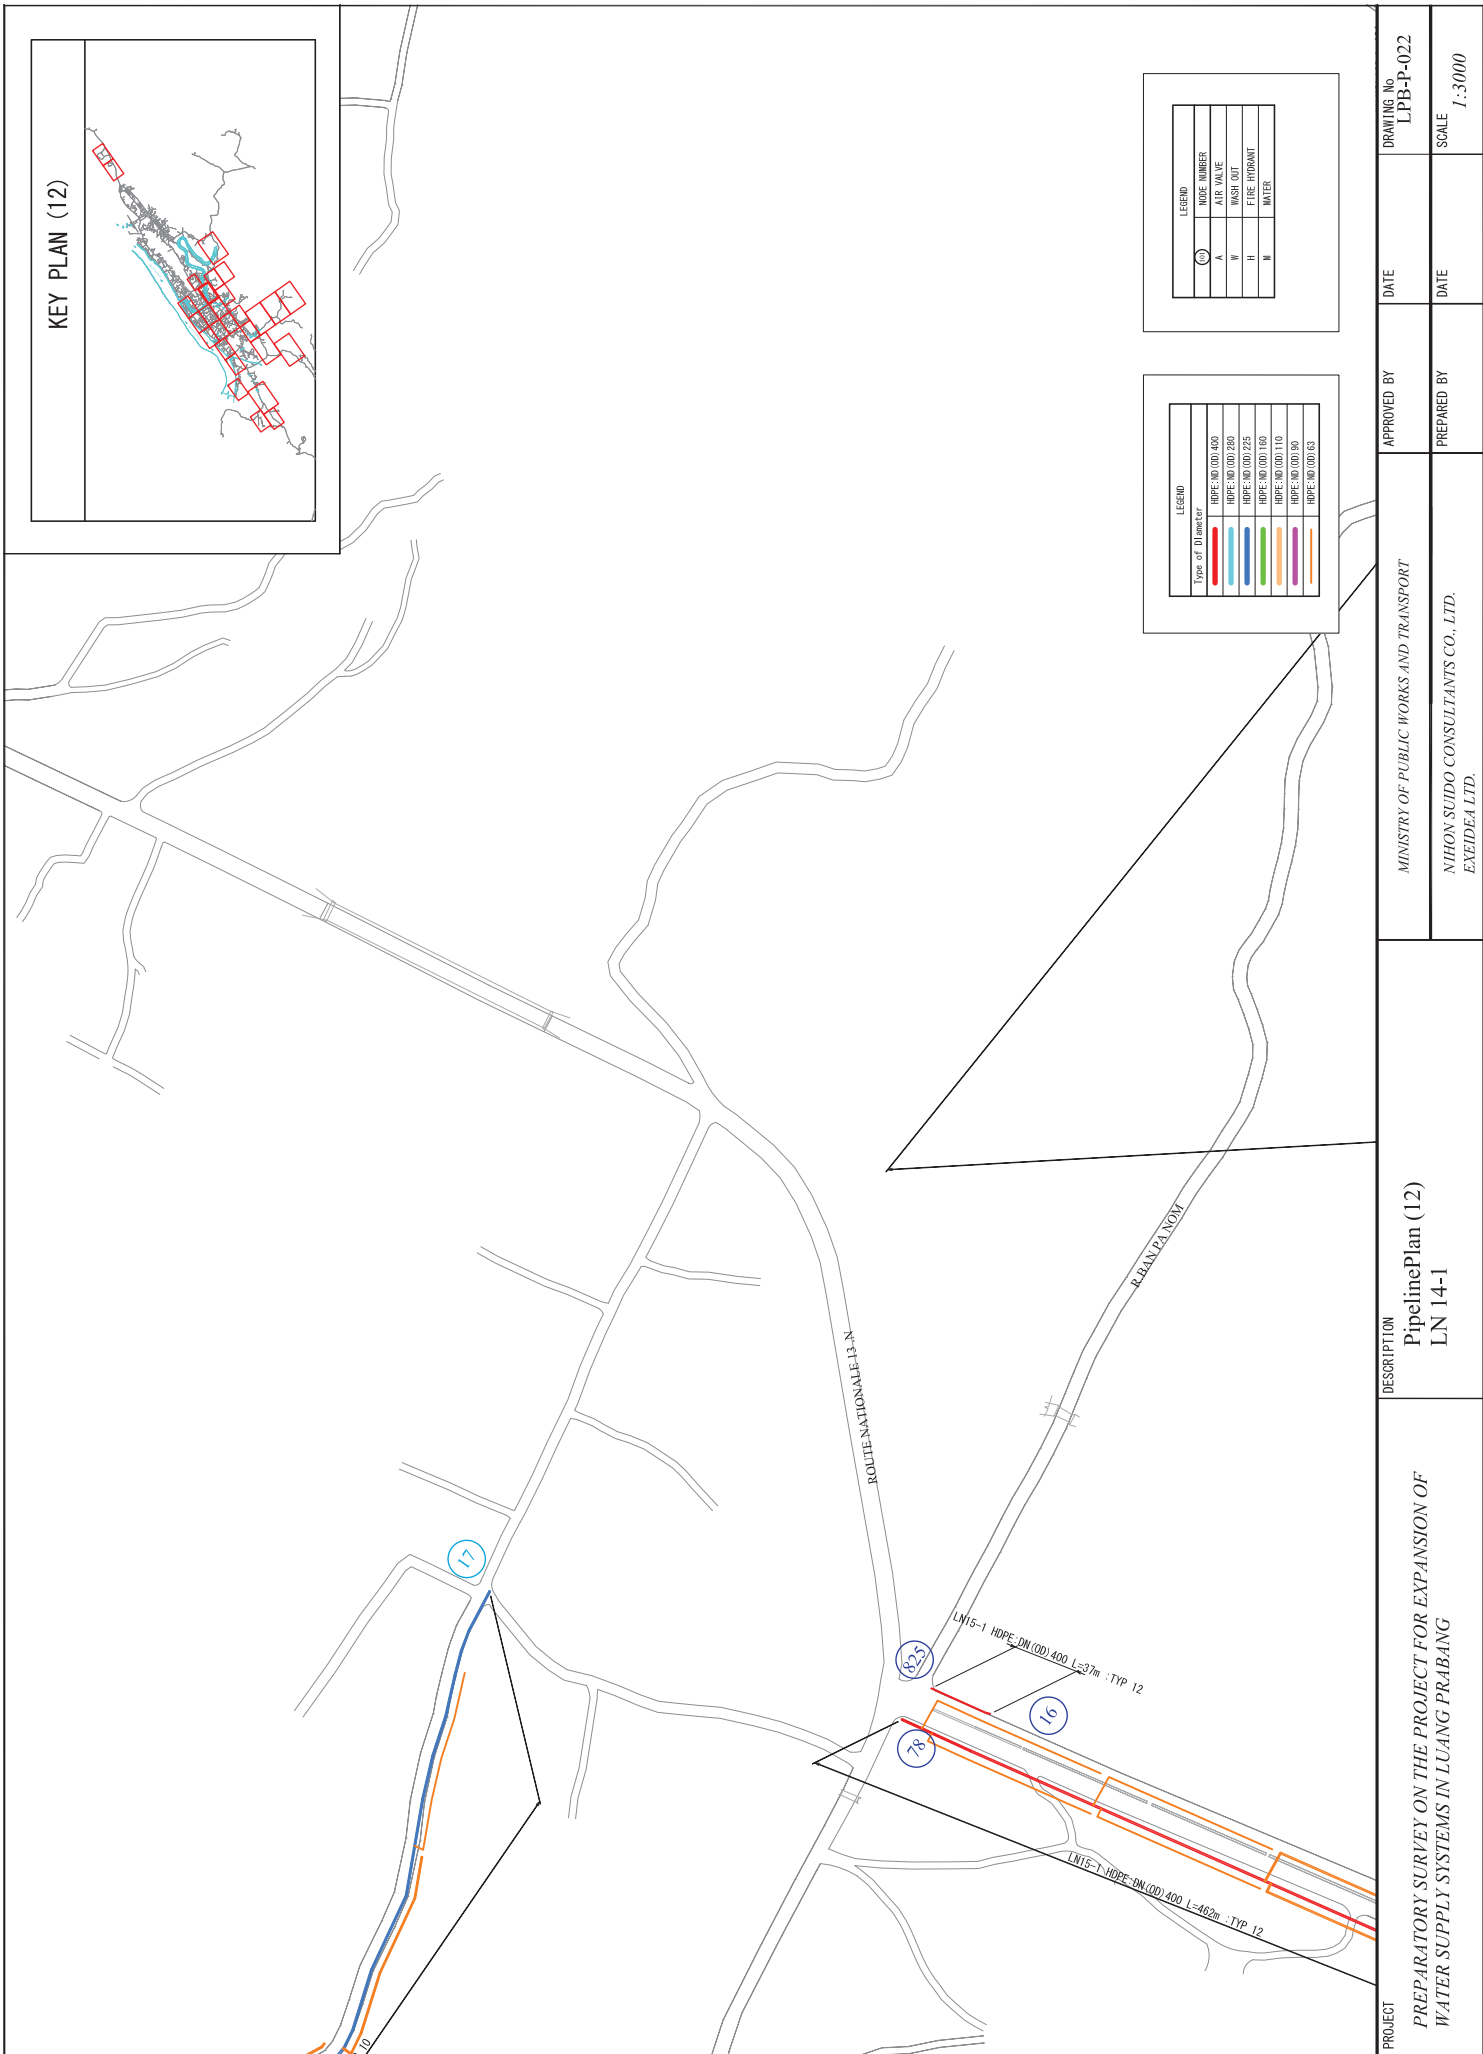 KEY PLAN (12)
LEGEND
101 NODE NUMBER
A AIR VALVE
W WASH OUT
H FIRE HYDRANT
M MATER
LEGEND
Type of Diameter
HDPE:ND(OD)400
HDPE:ND(OD)280
HDPE:ND(OD)225
HDPE:ND(OD)160
HDPE:ND(OD)110
HDPE:ND(OD)90
HDPE:ND(OD)63
17
825
78
16
10
ROUTE NATIONALE 13 N
R.BAN PA NOM
LN15-1 HDPE:DN(OD)400 L=37m :TYP 12
LN15-1 HDPE:DN(OD)400 L=462m :TYP 12
PROJECT
PREPARATORY SURVEY ON THE PROJECT FOR EXPANSION OF
WATER SUPPLY SYSTEMS IN LUANG PRABANG
DESCRIPTION
PipelinePlan (12)
LN 14-1
MINISTRY OF PUBLIC WORKS AND TRANSPORT
NIHON SUIDO CONSULTANTS CO., LTD.
EXEIDEA LTD.
APPROVED BY
PREPARED BY
DATE
DATE
DRAWING No
LPB-P-022
SCALE
1:3000